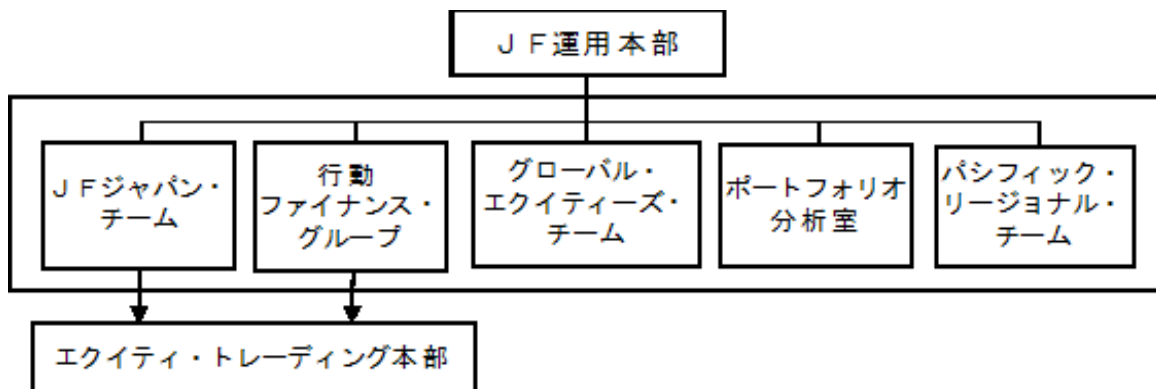 ＪＦ運用本部
ＪＦジャパン・
チーム
行動
ファイナンス・
グループ
グローバル・
エクイティーズ・
チーム
ポートフォリオ
分析室
パシフィック・
リージョナル・
チーム
エクイティ・トレーディング本部